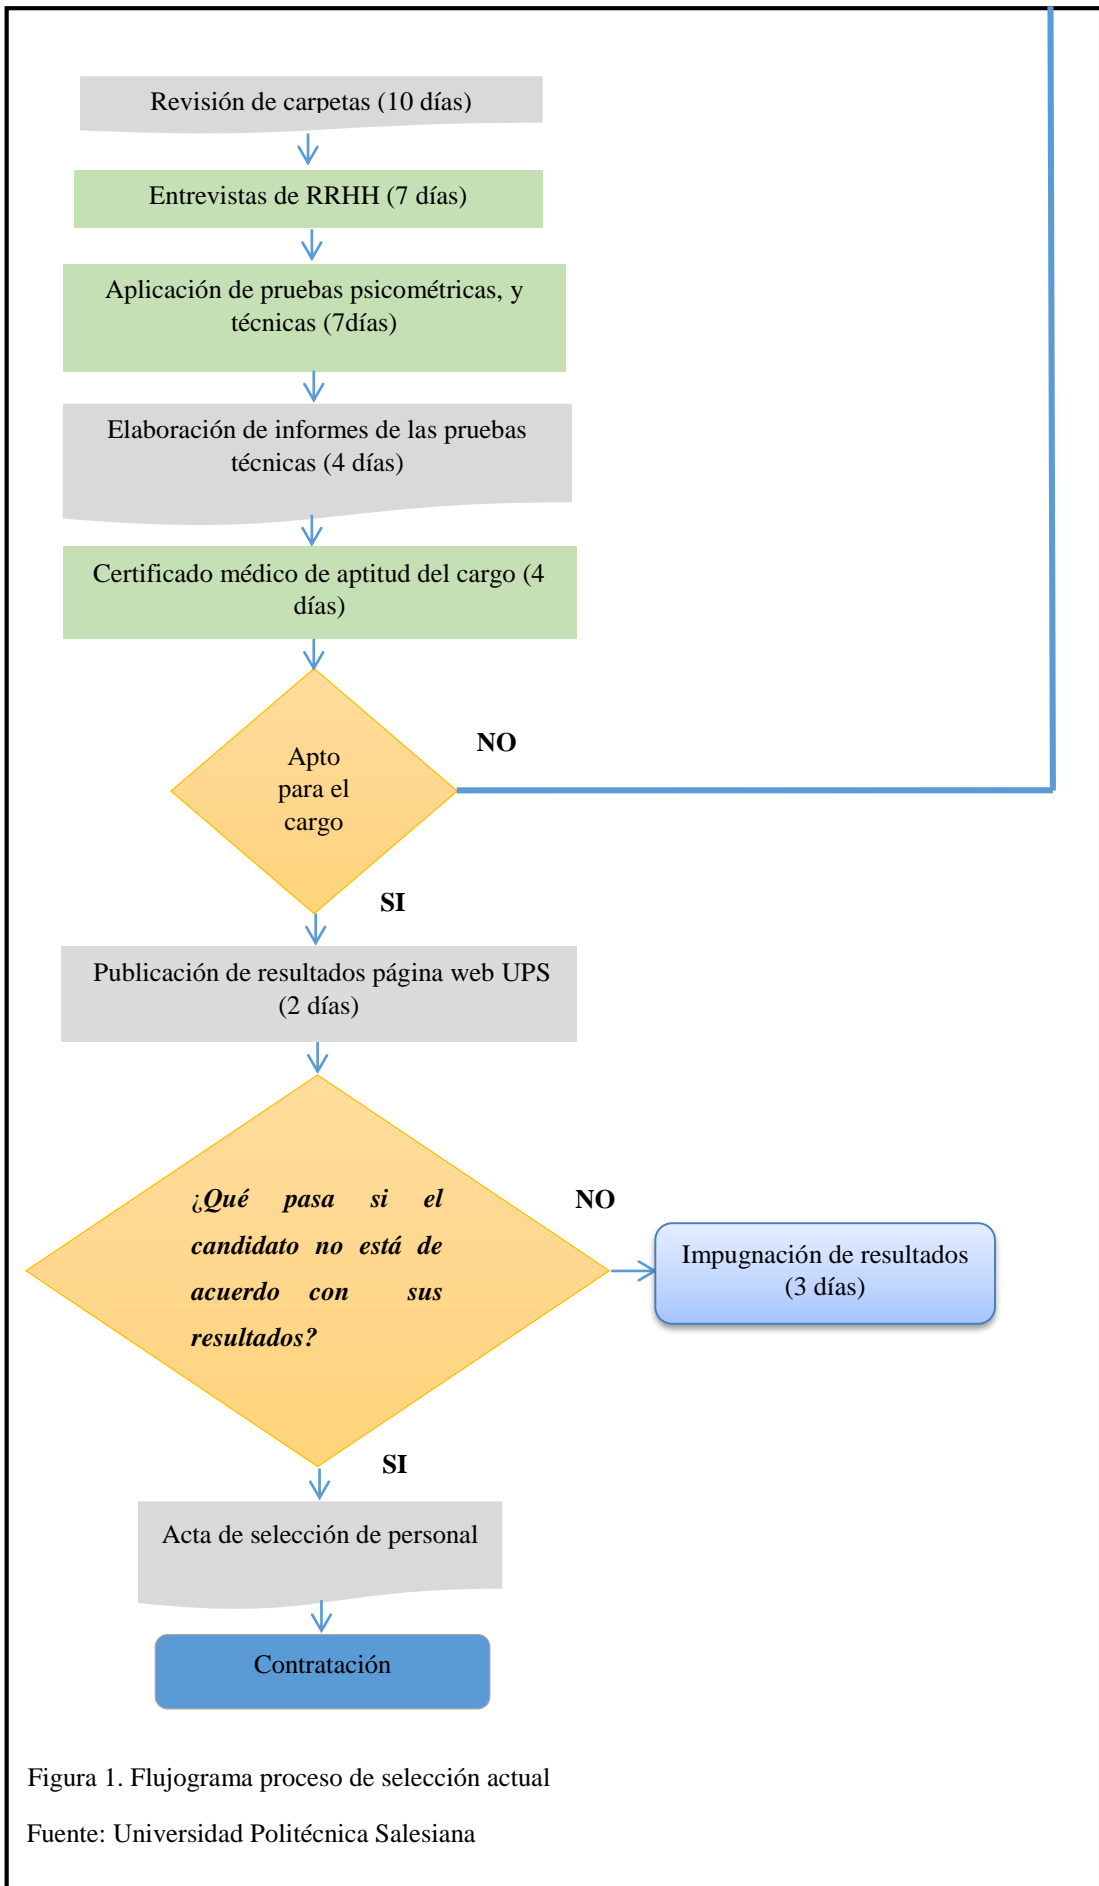 Revisión de carpetas (10 días)
Entrevistas de RRHH (7 días)
Aplicación de pruebas psicométricas, y
técnicas (7días)
Elaboración de informes de las pruebas
técnicas (4 días)
Certificado médico de aptitud del cargo (4
días)
Apto
para el
cargo
NO
SI
Publicación de resultados página web UPS
(2 días)
¿Qué pasa si el
candidato no está de
acuerdo con sus
resultados?
NO
Impugnación de resultados
(3 días)
SI
Acta de selección de personal
Contratación
Figura 1. Flujograma proceso de selección actual
Fuente: Universidad Politécnica Salesiana